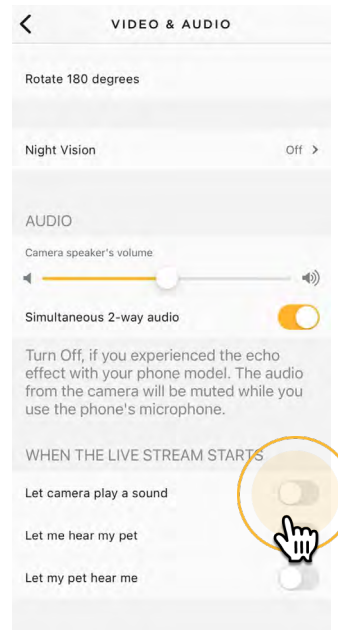 VIDEO & AUDIO
Rotate 180 degrees
Night Vision Off >
AUDIO
Camera speaker's volume
Simultaneous 2-way audio
Turn Off, if you experienced the echo
effect with your phone model. The audio
from the camera will be muted while you
use the phone's microphone.
WHEN THE LIVE STREAM STARTS
Let camera play a sound
Let me hear my pet
Let my pet hear me